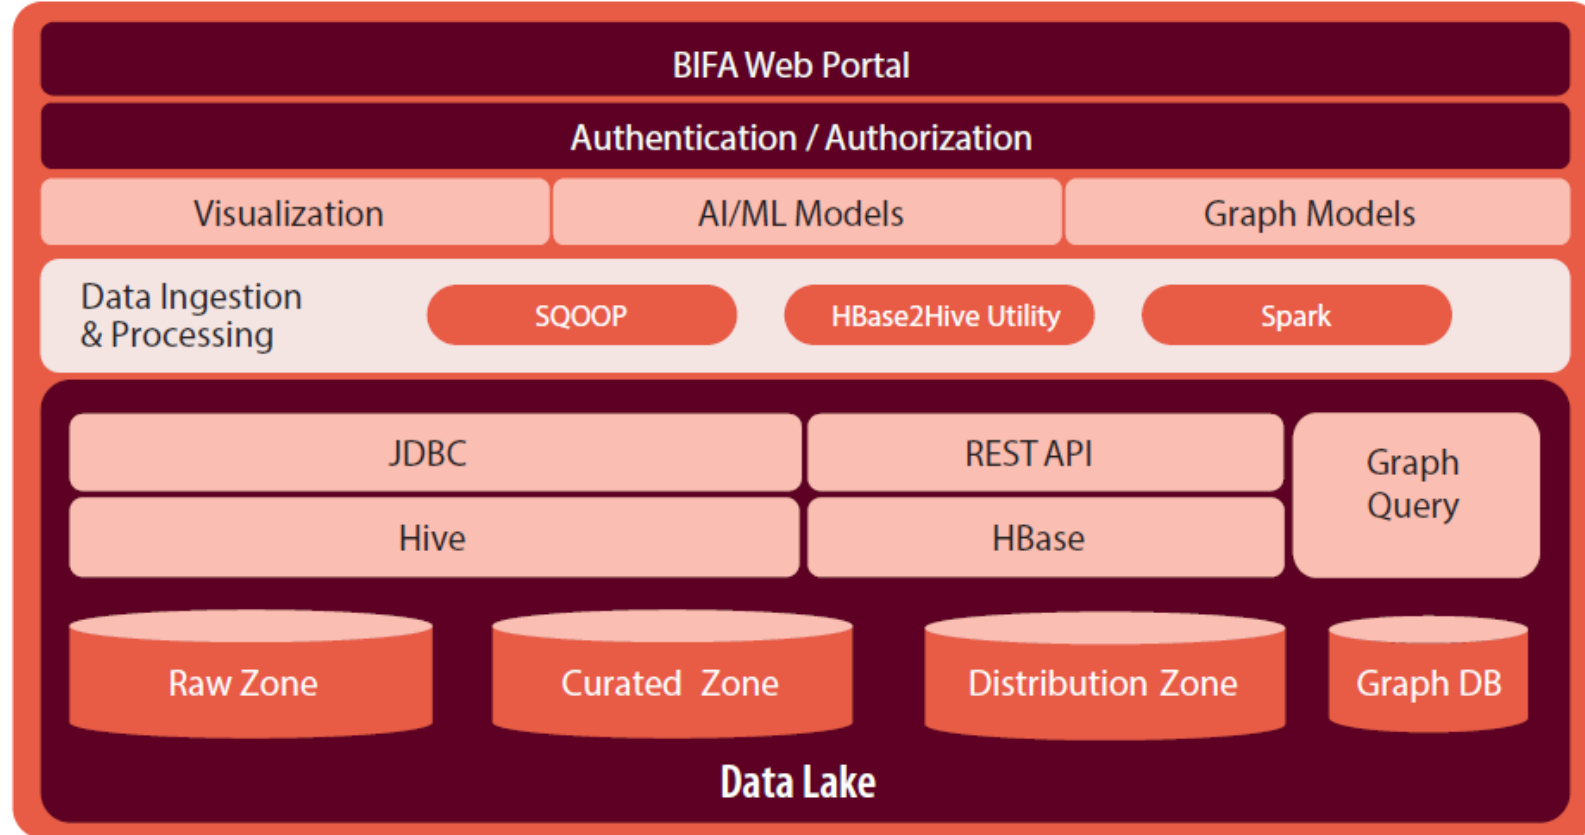 BIFA Web Portal
Authentication / Authorization
Visualization
AI/ML Models
Graph Models
Data Ingestion
& Processing
SQOOP
HBase2Hive Utility
Spark
JDBC
REST API
Graph
Query
Hive
HBase
Raw Zone
Curated Zone
Distribution Zone
Graph DB
Data Lake